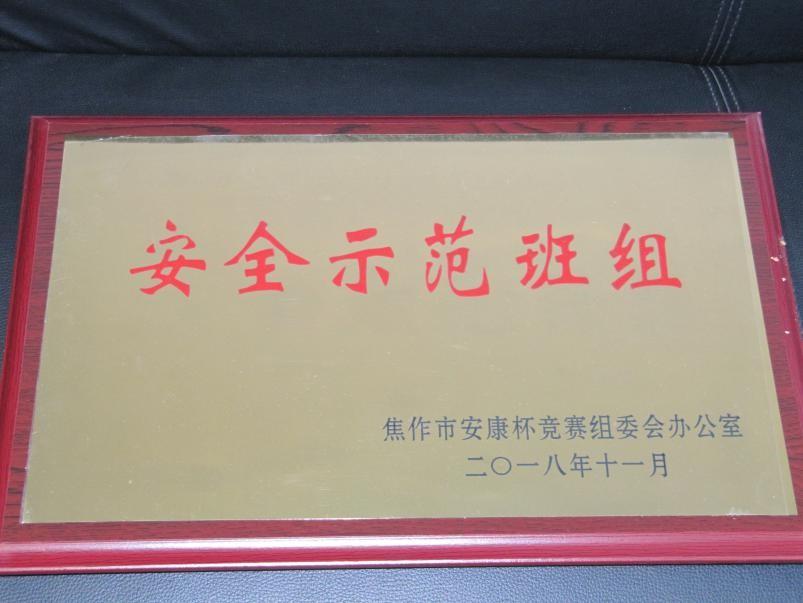 安全示范班组
焦作市安康杯竞赛组委会办公室
二〇一八年十一月